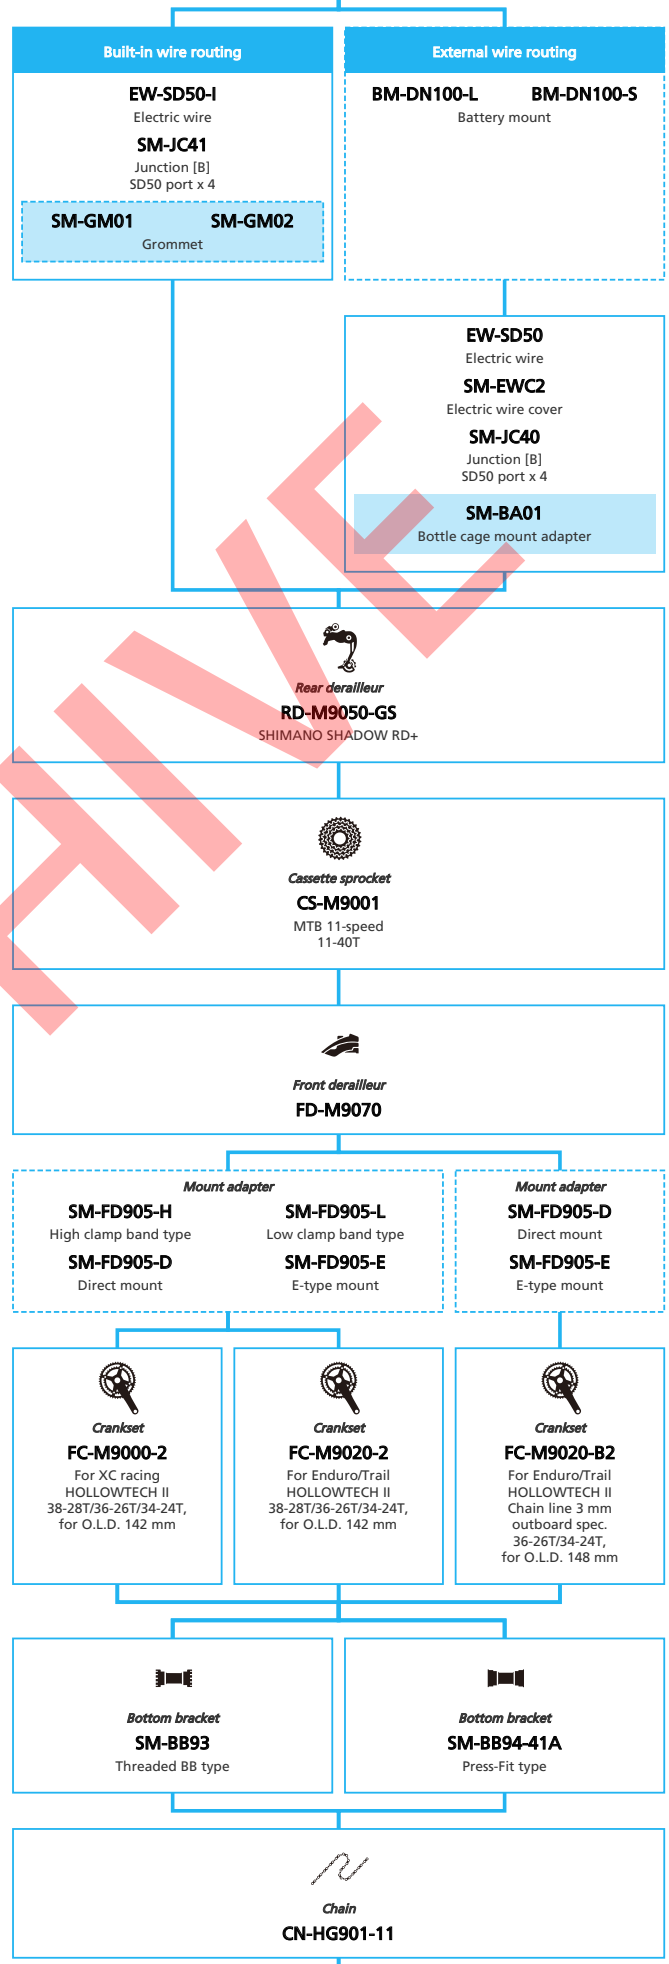 Built-in wire routing
EW-SD50-I
Electric wire
SM-JC41
Junction [B]
SD50 port x 4
SM-GM01 SM-GM02
Grommet
External wire routing
BM-DN100-L BM-DN100-S
Battery mount
EW-SD50
Electric wire
SM-EWC2
Electric wire cover
SM-JC40
Junction [B]
SD50 port x 4
SM-BA01
Bottle cage mount adapter
Rear derailleur
RD-M9050-GS
SHIMANO SHADOW RD+
Cassette sprocket
CS-M9001
MTB 11-speed
11-40T
Front derailleur
FD-M9070
Mount adapter
SM-FD905-H SM-FD905-L
High clamp band type Low clamp band type
SM-FD905-D SM-FD905-E
Direct mount E-type mount
Mount adapter
SM-FD905-D
Direct mount
SM-FD905-E
E-type mount
Crankset
FC-M9000-2
For XC racing
HOLLOWTECH II
38-28T/36-26T/34-24T,
for O.L.D. 142 mm
Crankset
FC-M9020-2
For Enduro/Trail
HOLLOWTECH II
38-28T/36-26T/34-24T,
for O.L.D. 142 mm
Crankset
FC-M9020-B2
For Enduro/Trail
HOLLOWTECH II
Chain line 3 mm
outboard spec.
36-26T/34-24T,
for O.L.D. 148 mm
Bottom bracket
SM-BB93
Threaded BB type
Bottom bracket
SM-BB94-41A
Press-Fit type
Chain
CN-HG901-11
HIVE